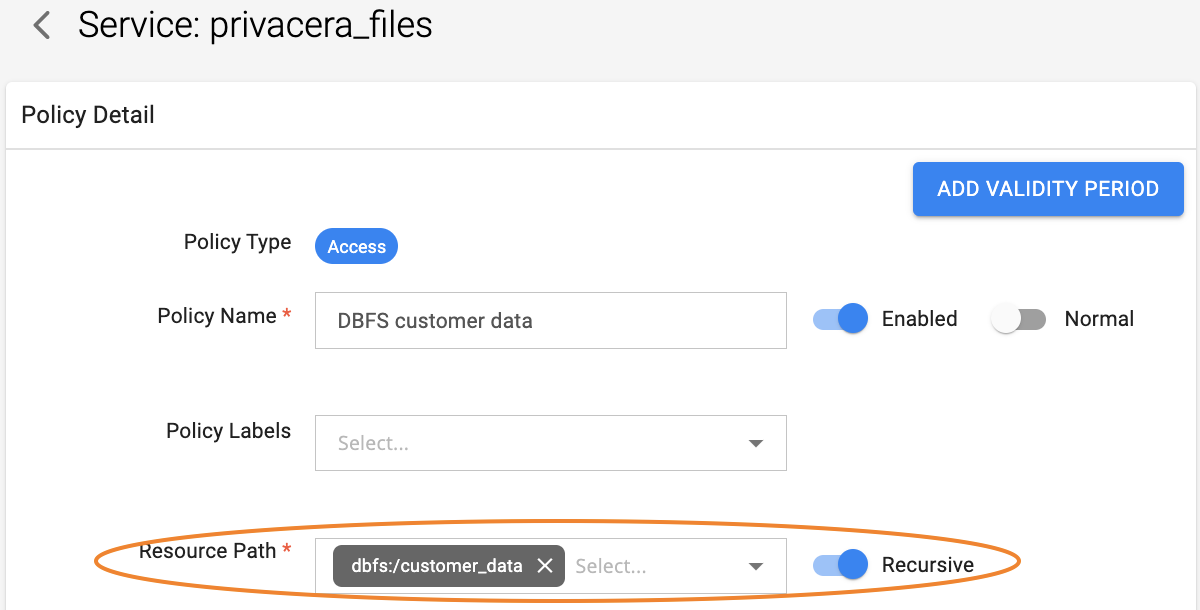 Service: privacera_files
Policy Detail
ADD VALIDITY PERIOD
Policy Type Access
Policy Name * DBFS customer data Enabled Normal
Policy Labels Select...
Resource Path * dbfs:/customer_data Select... Recursive